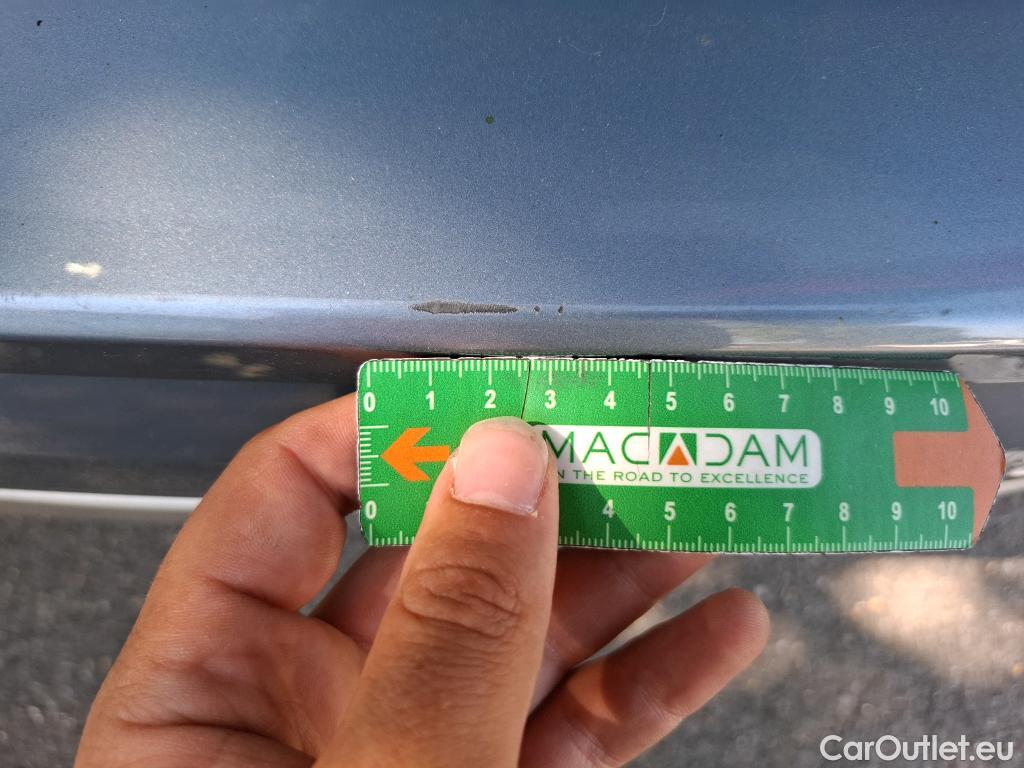 0 1 2 3 4 5 6 7 8 9 10
MACADAM
N THE ROAD TO EXCELLENCE
0 4 5 6 7 8 9 10
CarOutlet.eu